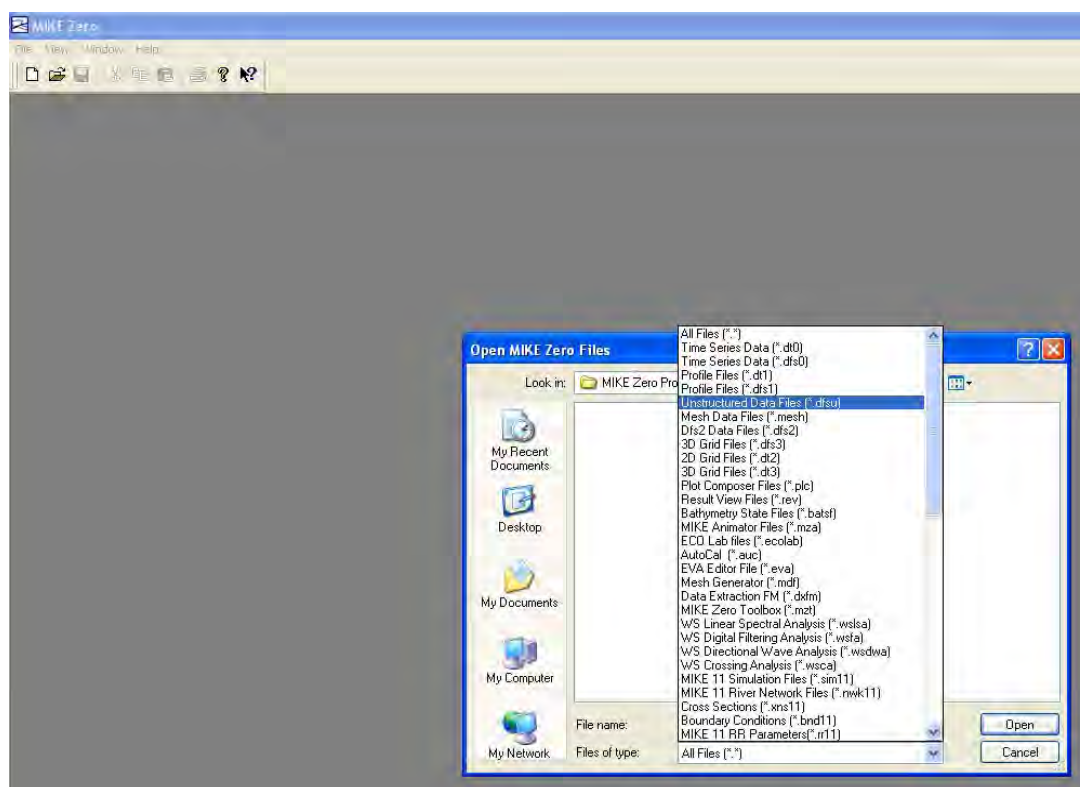 MIKE Zero
File View Window Help
Open MIKE Zero Files
Look in:
MIKE Zero Pro
All Files (*.*)
Time Series Data (*.dt0)
Time Series Data (*.dfs0)
Profile Files (*.dt1)
Profile Files (*.dfs1)
Unstructured Data Files (*.dfsu)
Mesh Data Files (*.mesh)
Dfs2 Data Files (*.dfs2)
3D Grid Files (*.dfs3)
2D Grid Files (*.dt2)
3D Grid Files (*.dt3)
Plot Composer Files (*.plc)
Result View Files (*.rev)
Bathymetry State Files (*.batsf)
MIKE Animator Files (*.mza)
ECO Lab files (*.ecolab)
AutoCal (*.auc)
EVA Editor File (*.eva)
Mesh Generator (*.mdf)
Data Extraction FM (*.dxfm)
MIKE Zero Toolbox (*.mzt)
WS Linear Spectral Analysis (*.wslsa)
WS Digital Filtering Analysis (*.wsfa)
WS Directional Wave Analysis (*.wsdwa)
WS Crossing Analysis (*.wsca)
MIKE 11 Simulation Files (*.sim11)
MIKE 11 River Network Files (*.nwk11)
Cross Sections (*.xns11)
Boundary Conditions (*.bnd11)
MIKE 11 RR Parameters(*.rr11)
My Recent
Documents
Desktop
My Documents
My Computer
My Network
File name:
Open
Files of type:
All Files (*.*)
Cancel